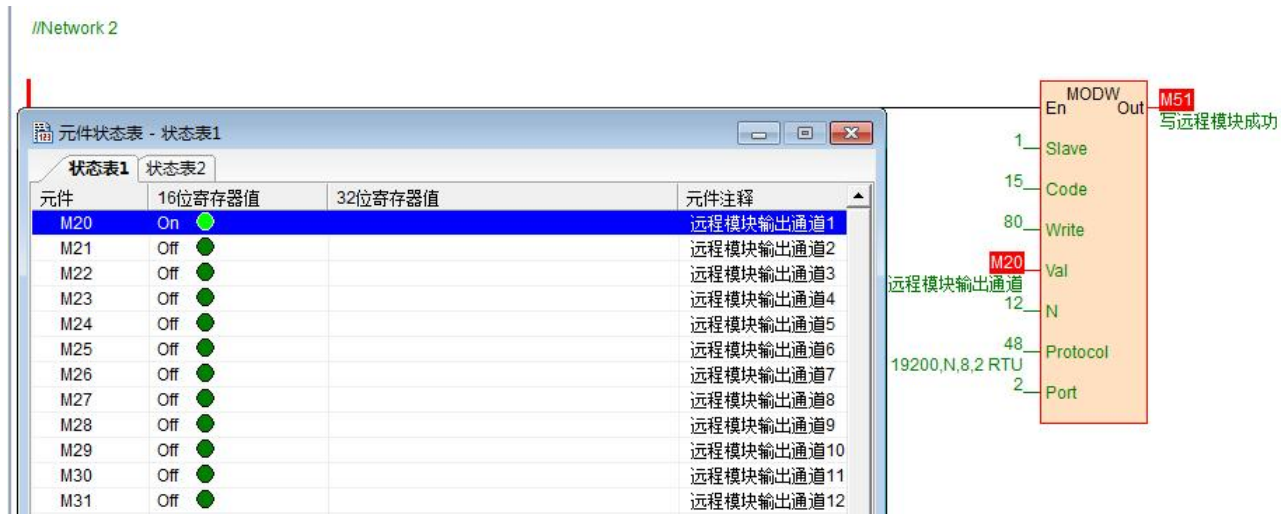 //Network 2
元件状态表 - 状态表1
状态表1 状态表2
元件 16位寄存器值 32位寄存器值 元件注释
M20 On 远程模块输出通道1
M21 Off 远程模块输出通道2
M22 Off 远程模块输出通道3
M23 Off 远程模块输出通道4
M24 Off 远程模块输出通道5
M25 Off 远程模块输出通道6
M26 Off 远程模块输出通道7
M27 Off 远程模块输出通道8
M28 Off 远程模块输出通道9
M29 Off 远程模块输出通道10
M30 Off 远程模块输出通道11
M31 Off 远程模块输出通道12
MODW
En Out M51
写远程模块成功
1 Slave
15 Code
80 Write
M20 Val
远程模块输出通道
12 N
48 Protocol
19200,N,8,2 RTU
2 Port